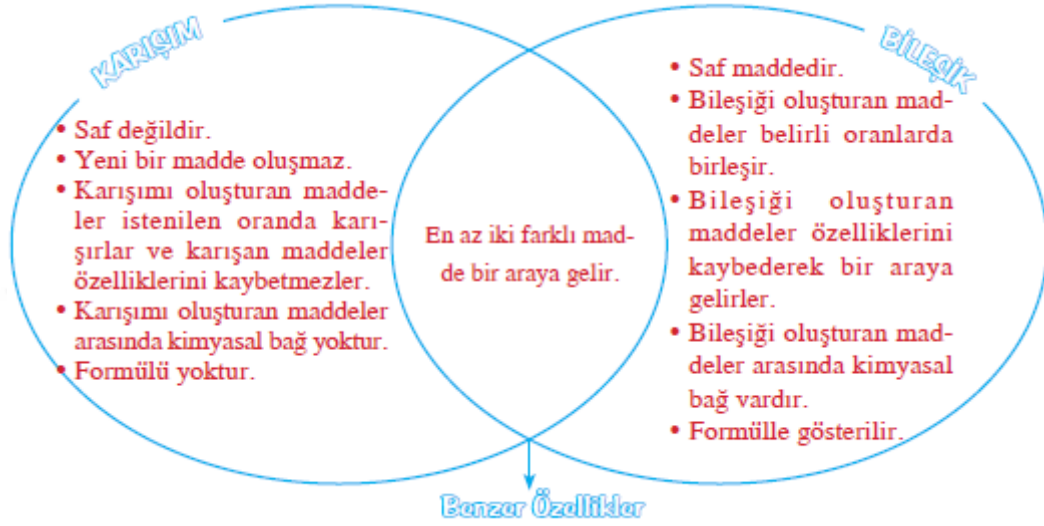 KARIŞIM
• Saf değildir.
• Yeni bir madde oluşmaz.
• Karışımı oluşturan madde-
ler istenilen oranda karı-
şırlar ve karışan maddeler
özelliklerini kaybetmezler.
• Karışımı oluşturan maddeler
arasında kimyasal bağ yoktur.
• Formülü yoktur.
En az iki farklı mad-
de bir araya gelir.
BİLEŞİK
• Saf maddedir.
• Bileşiği oluşturan mad-
deler belirli oranlarda
birleşir.
• Bileşiği oluşturan
maddeler özelliklerini
kaybederek bir araya
gelirler.
• Bileşiği oluşturan mad-
deler arasında kimyasal
bağ vardır.
• Formülle gösterilir.
Benzer Özellikler